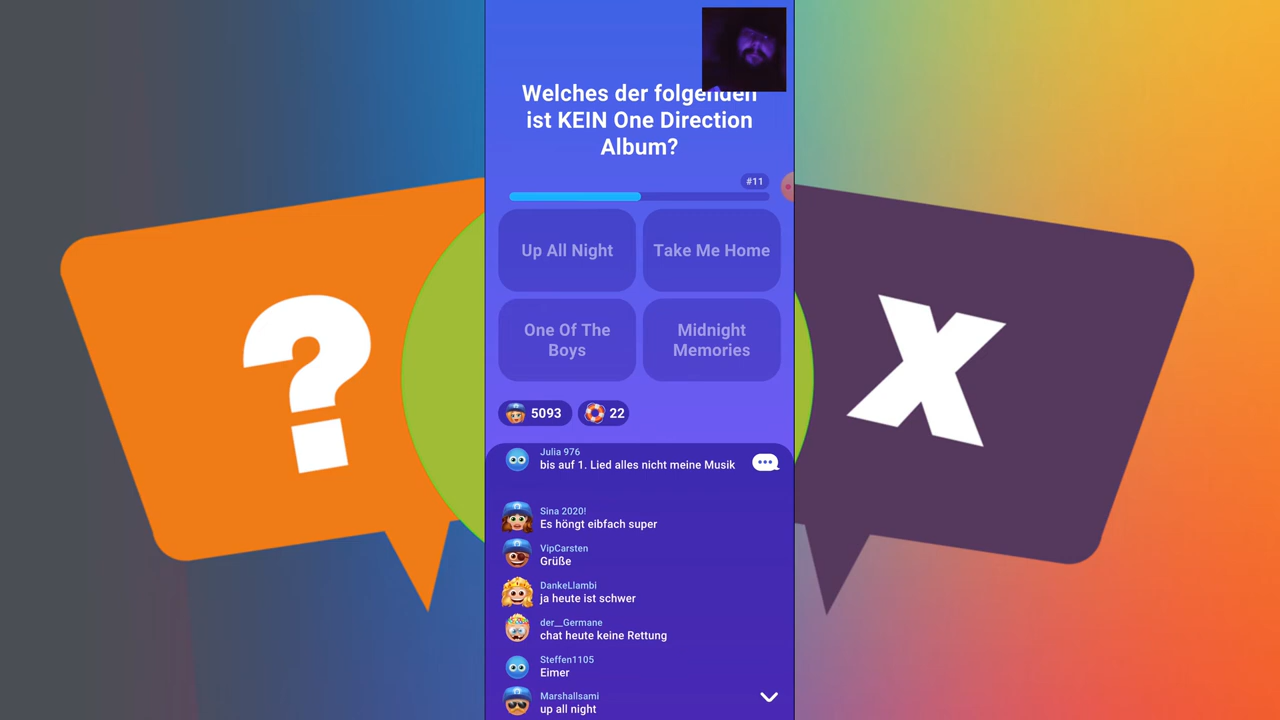 Welches der folgenden
ist KEIN One Direction
Album?
#11
Up All Night
Take Me Home
One Of The
Boys
Midnight
Memories
5093
22
Julia 976
bis auf 1. Lied alles nicht meine Musik
Sina 2020!
Es höngt eibfach super
VipCarsten
Grüße
DankeLlambi
ja heute ist schwer
der__Germane
chat heute keine Rettung
Steffen1105
Eimer
Marshallsami
up all night
?
X